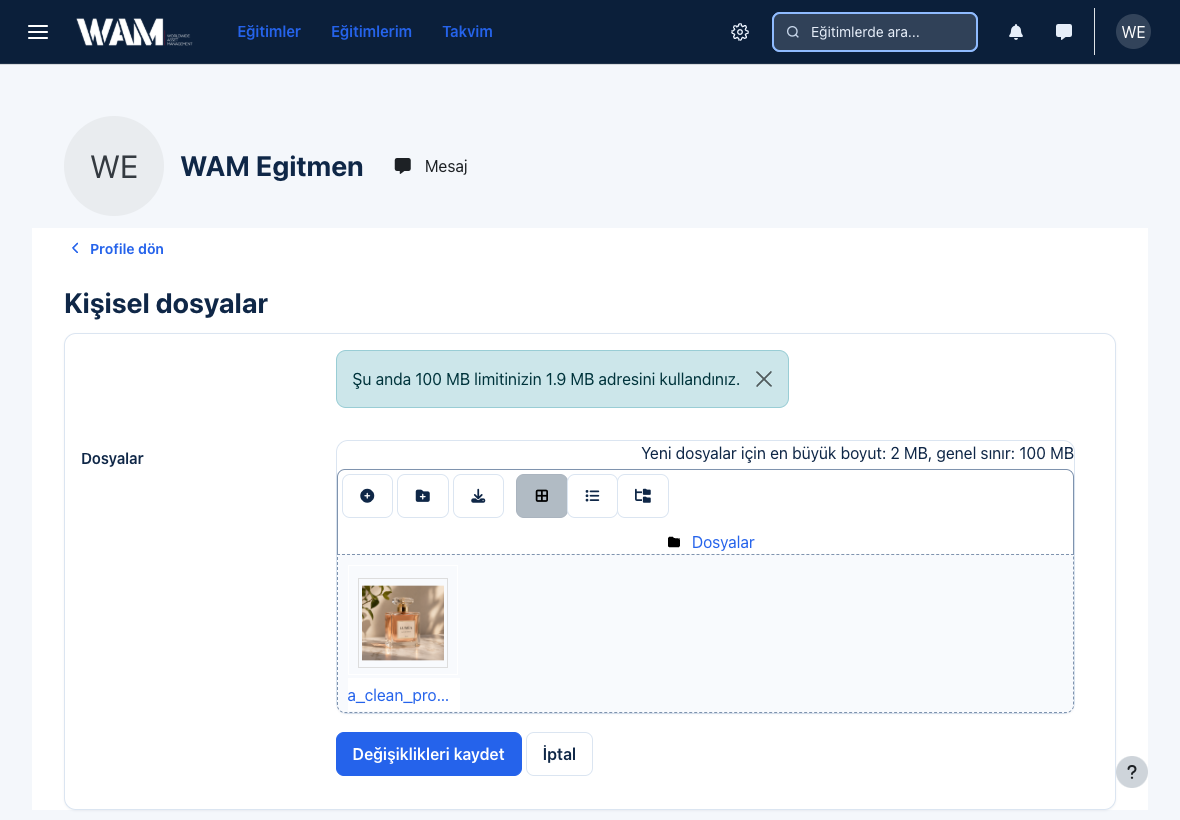 WAM
Eğitimler
Eğitimlerim
Takvim
Eğitimlerde ara...
WE
WE
WAM Egitmen
Mesaj
Profile dön
Kişisel dosyalar
Şu anda 100 MB limitinizin 1.9 MB adresini kullandınız.
Dosyalar
Yeni dosyalar için en büyük boyut: 2 MB, genel sınır: 100 MB
Dosyalar
a_clean_pro...
Değişiklikleri kaydet
İptal
?